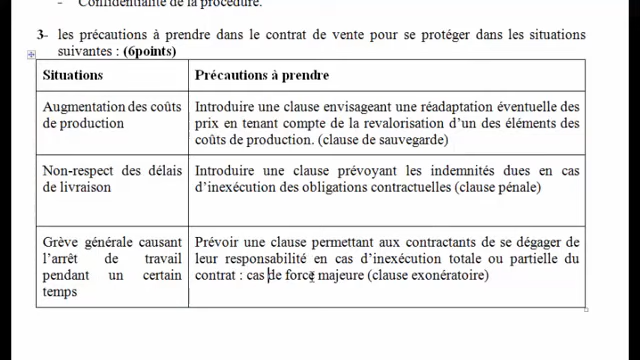 - Confidentialité de la procédure.
3- les précautions à prendre dans le contrat de vente pour se protéger dans les situations
suivantes : (6points)
Situations
Précautions à prendre
Augmentation des coûts
de production
Introduire une clause envisageant une réadaptation éventuelle des
prix en tenant compte de la revalorisation d'un des éléments des
coûts de production. (clause de sauvegarde)
Non-respect des délais
de livraison
Introduire une clause prévoyant les indemnités dues en cas
d'inexécution des obligations contractuelles (clause pénale)
Grève générale causant
l'arrêt de travail
pendant un certain
temps
Prévoir une clause permettant aux contractants de se dégager de
leur responsabilité en cas d'inexécution totale ou partielle du
contrat : cas de force majeure (clause exonératoire)